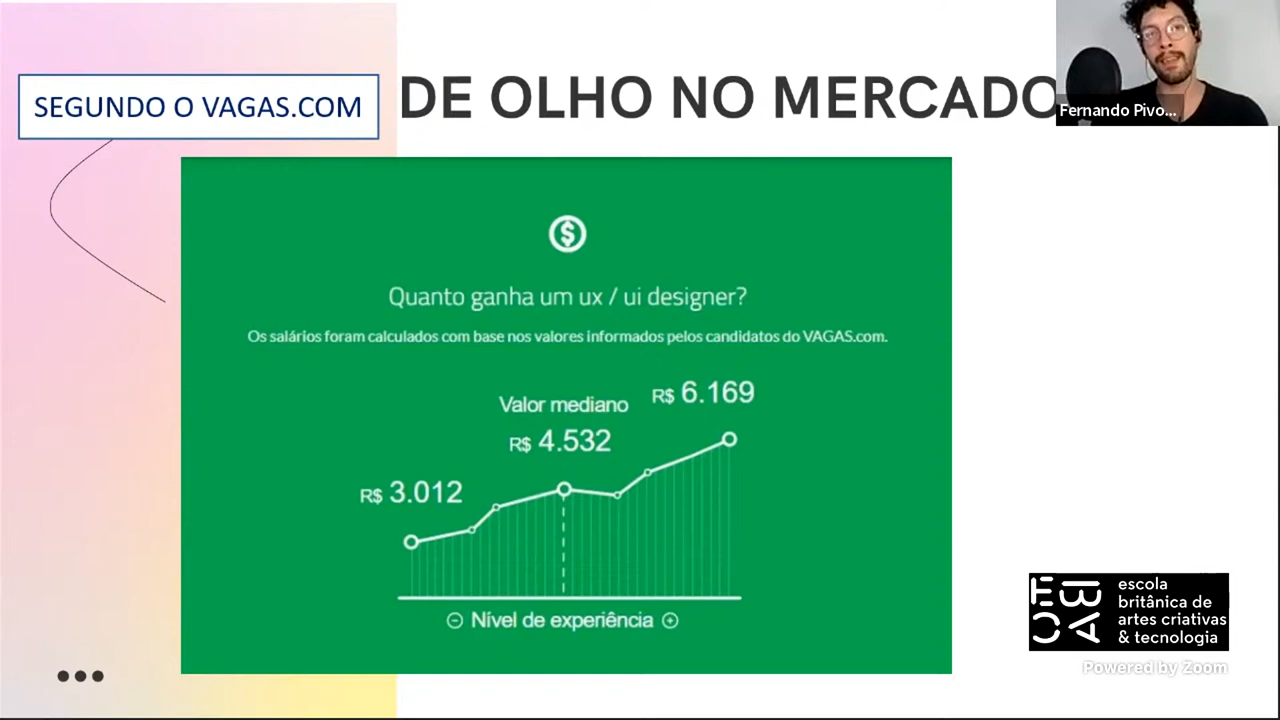 SEGUNDO O VAGAS.COM
DE OLHO NO MERCADO
Fernando Pivo...
Quanto ganha um ux / ui designer?
Os salários foram calculados com base nos valores informados pelos candidatos do VAGAS.com.
R$ 6.169
Valor mediano
R$ 4.532
R$ 3.012
Nível de experiência
EBAC
escola
britânica de
artes criativas
& tecnologia
Powered by Zoom